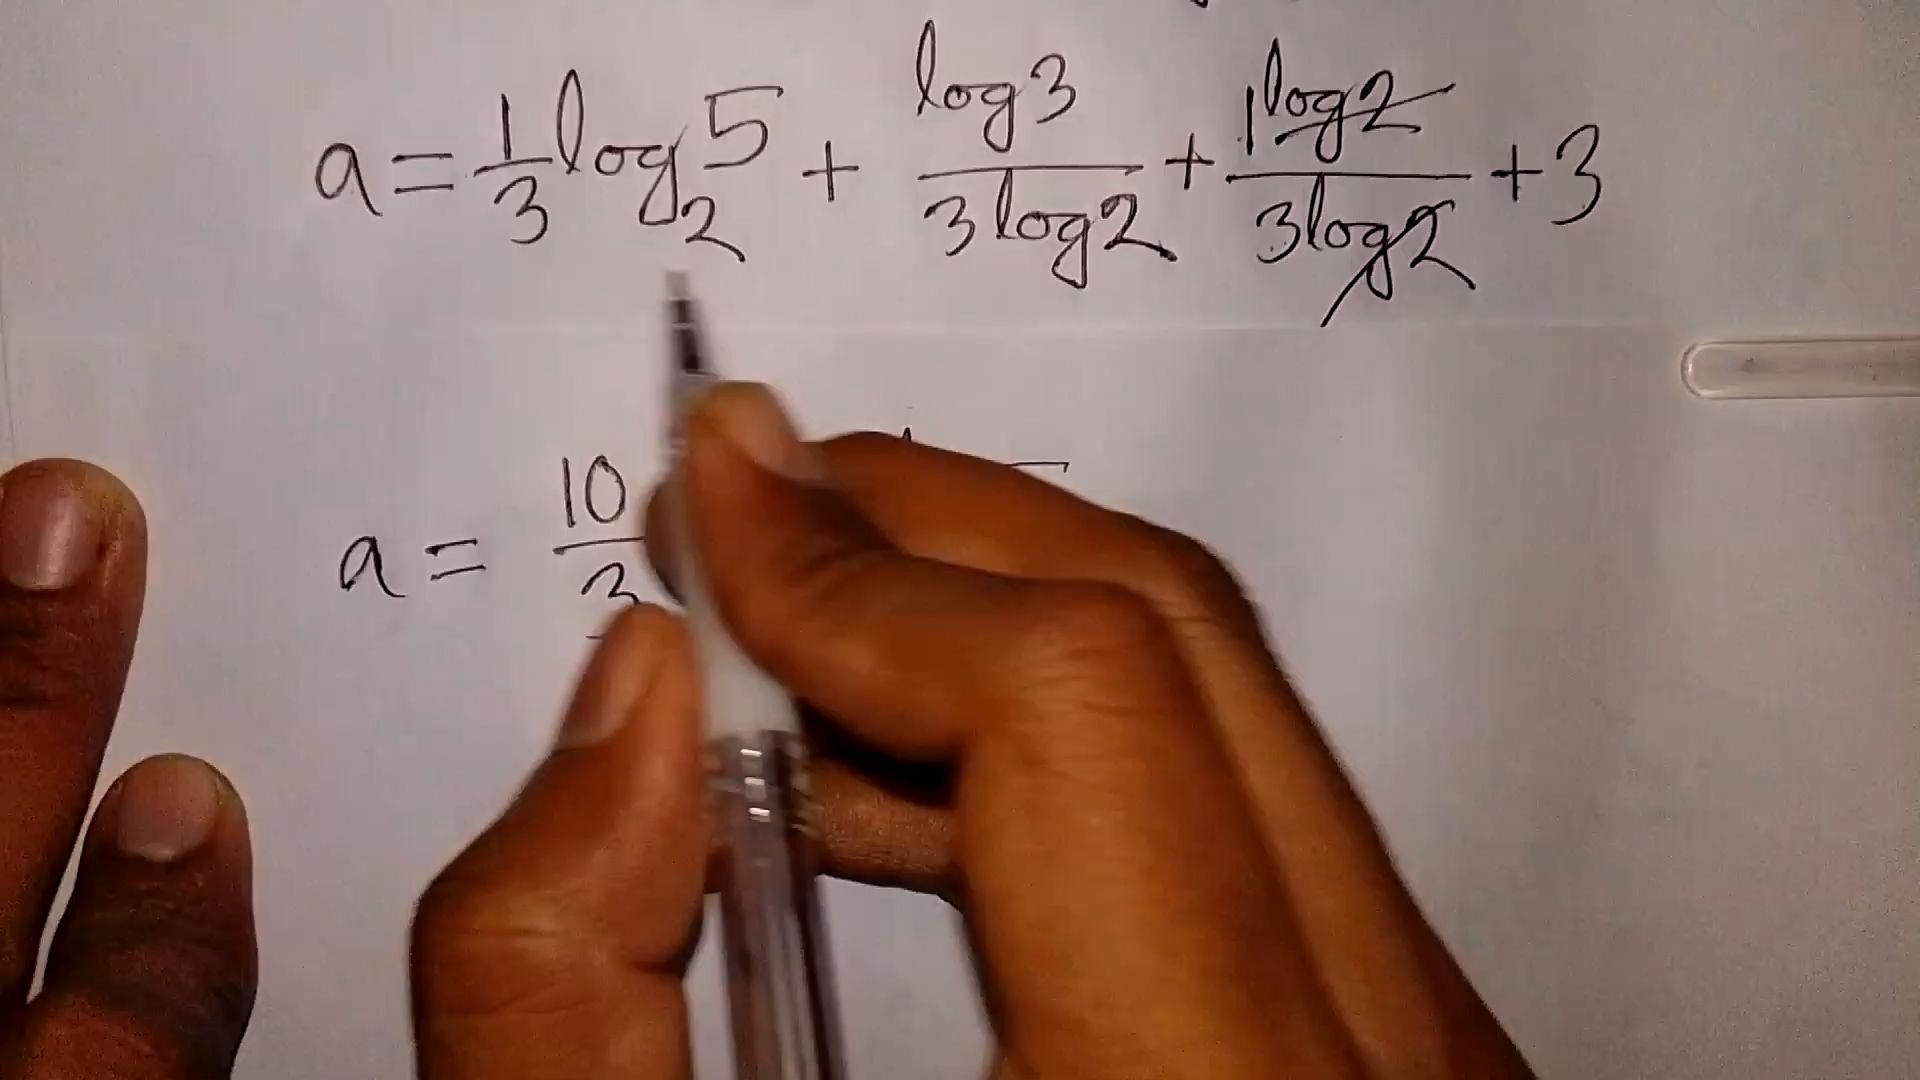 a = 1/3 log₂5 + log3/3log2 + 1log2/3log2 + 3
a = 10/3